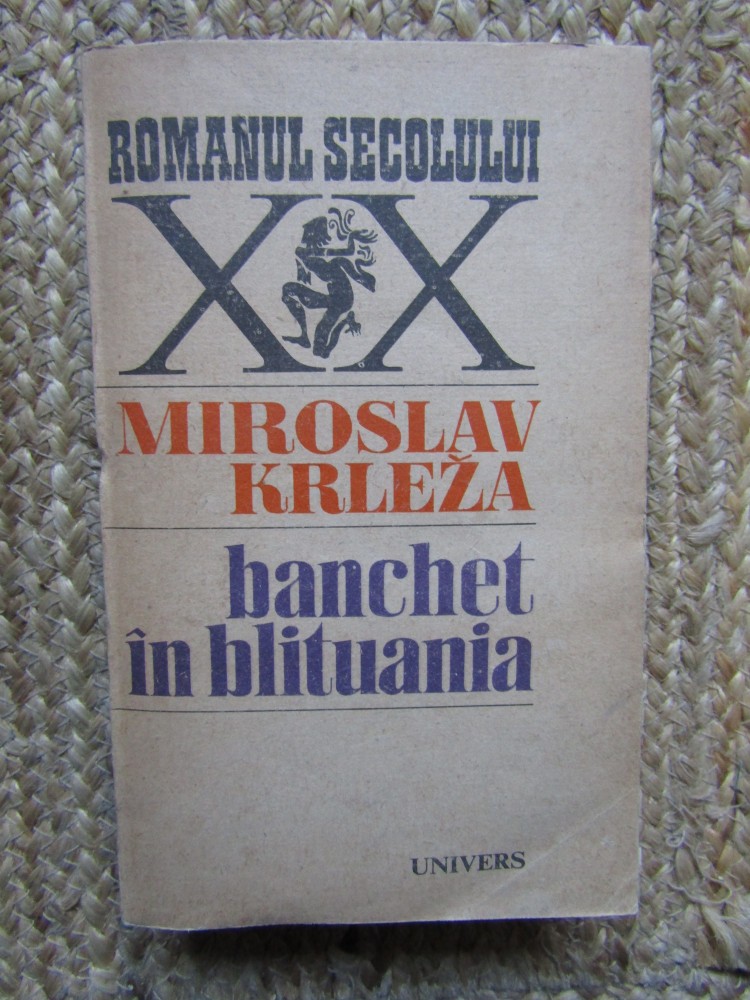 ROMANUL SECOLULUI
XX
MIROSLAV
KRLEŽA
banchet
în blituania
UNIVERS